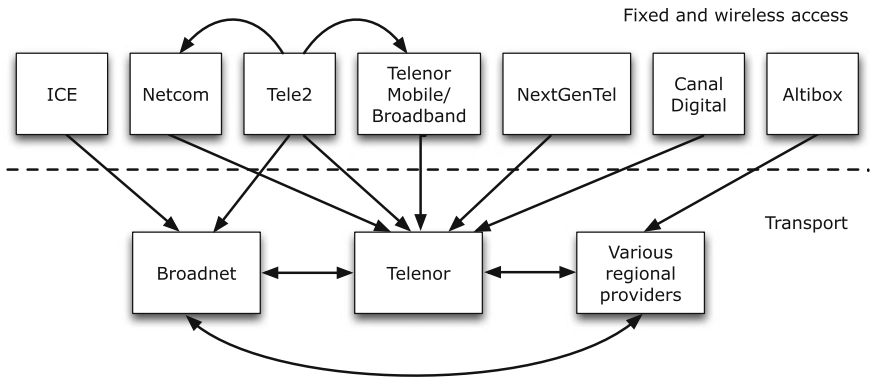 Fixed and wireless access
ICE
Netcom
Tele2
Telenor
Mobile/
Broadband
NextGenTel
Canal
Digital
Altibox
Transport
Broadnet
Telenor
Various
regional
providers